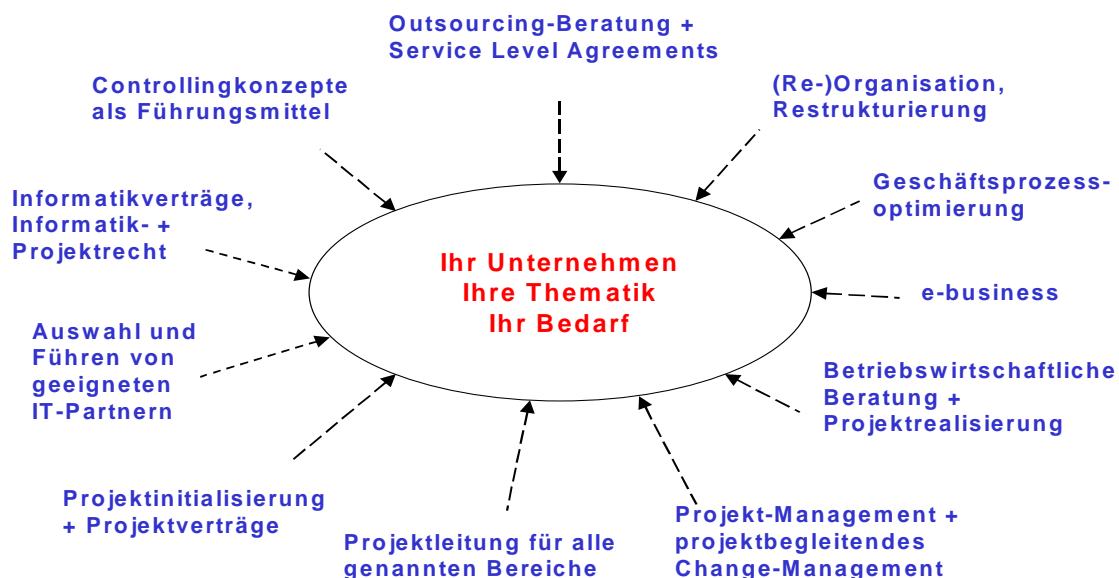 Outsourcing-Beratung +
Service Level Agreements
Controllingkonzepte
als Führungsmittel
(Re-)Organisation,
Restrukturierung
Informatikverträge,
Informatik- +
Projektrecht
Geschäftsprozess-
optimierung
Ihr Unternehmen
Ihre Thematik
Ihr Bedarf
e-business
Auswahl und
Führen von
geeigneten
IT-Partnern
Betriebswirtschaftliche
Beratung +
Projektrealisierung
Projektinitialisierung
+ Projektverträge
Projektleitung für alle
genannten Bereiche
Projekt-Management +
projektbegleitendes
Change-Management